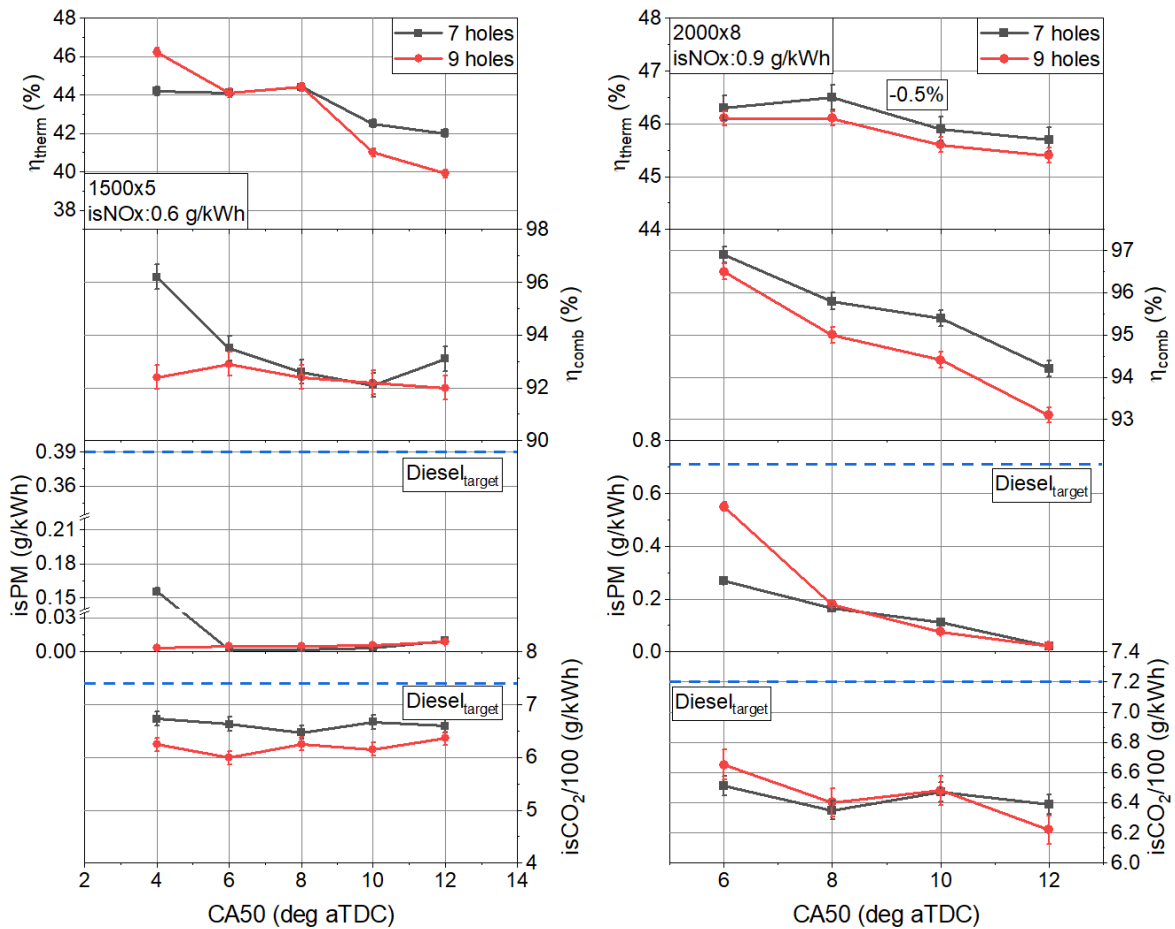 48
46
44
42
40
38
η_therm (%)
7 holes
9 holes
1500x5
isNOx:0.6 g/kWh
98
96
94
92
90
η_comb (%)
0.39
0.36
0.21
0.18
0.15
0.03
0.00
isPM (g/kWh)
Diesel_target
8
7
6
5
4
isCO₂/100 (g/kWh)
Diesel_target
2
4
6
8
10
12
14
CA50 (deg aTDC)
48
47
46
45
44
η_therm (%)
2000x8
isNOx:0.9 g/kWh
7 holes
9 holes
-0.5%
97
96
95
94
93
η_comb (%)
0.8
0.6
0.4
0.2
0.0
isPM (g/kWh)
Diesel_target
7.4
7.2
7.0
6.8
6.6
6.4
6.2
6.0
isCO₂/100 (g/kWh)
Diesel_target
6
8
10
12
CA50 (deg aTDC)